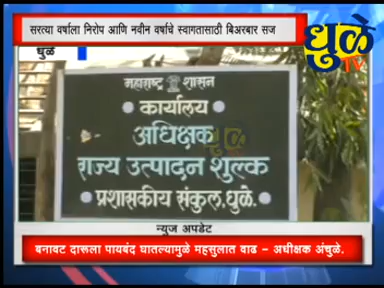 सरत्या वर्षाला निरोप आणि नवीन वर्षाचे स्वागतासाठी बिअरबार सज
धुळे
धुळे
TV
महाराष्ट्र शासन
कार्यालय
अधिक्षक
राज्य उत्पादन शुल्क
प्रशासकीय संकुल, धुळे.
न्युज अपडेट
बनावट दारूला पायबंद घातल्यामुळे महसुलात वाढ - अधीक्षक अंचुळे.